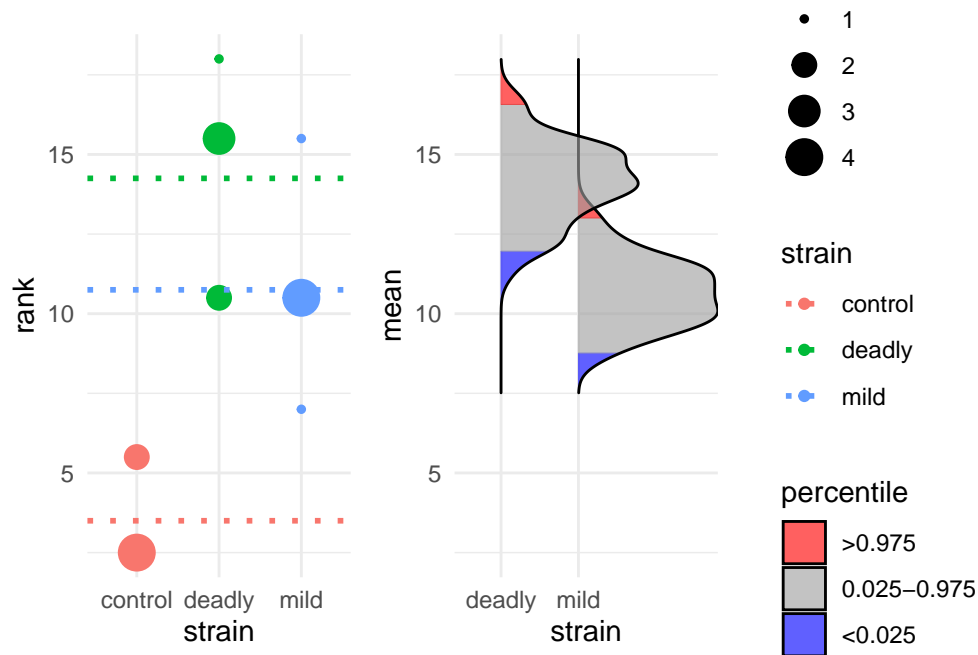 rank
15
10
5
control deadly mild
strain
mean
15
10
5
deadly mild
strain
1
2
3
4
strain
control
deadly
mild
percentile
>0.975
0.025−0.975
<0.025